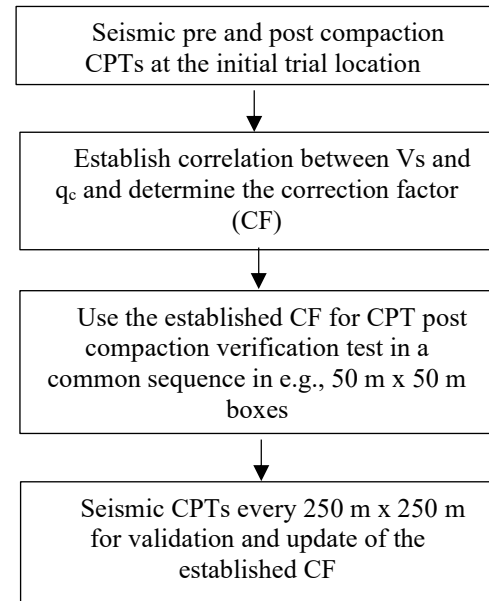 Seismic pre and post compaction
CPTs at the initial trial location
Establish correlation between Vs and
qc and determine the correction factor
(CF)
Use the established CF for CPT post
compaction verification test in a
common sequence in e.g., 50 m x 50 m
boxes
Seismic CPTs every 250 m x 250 m
for validation and update of the
established CF